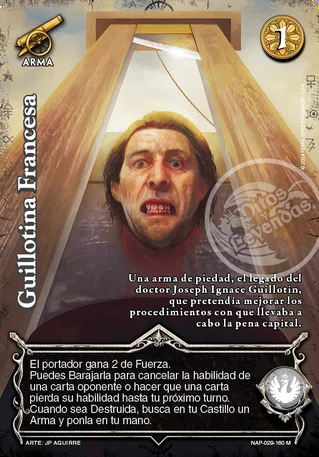 ARMA
1
Guillotina Francesa
Mitos y Leyendas
Una arma de piedad, el legado del
doctor Joseph Ignace Guillotin,
que pretendía mejorar los
procedimientos con que llevaba a
cabo la pena capital.
El portador gana 2 de Fuerza.
Puedes Barajarla para cancelar la habilidad de
una carta oponente o hacer que una carta
pierda su habilidad hasta tu próximo turno.
Cuando sea Destruida, busca en tu Castillo un
Arma y ponla en tu mano.
ARTE: JP AGUIRRE
NAP-029-160 M